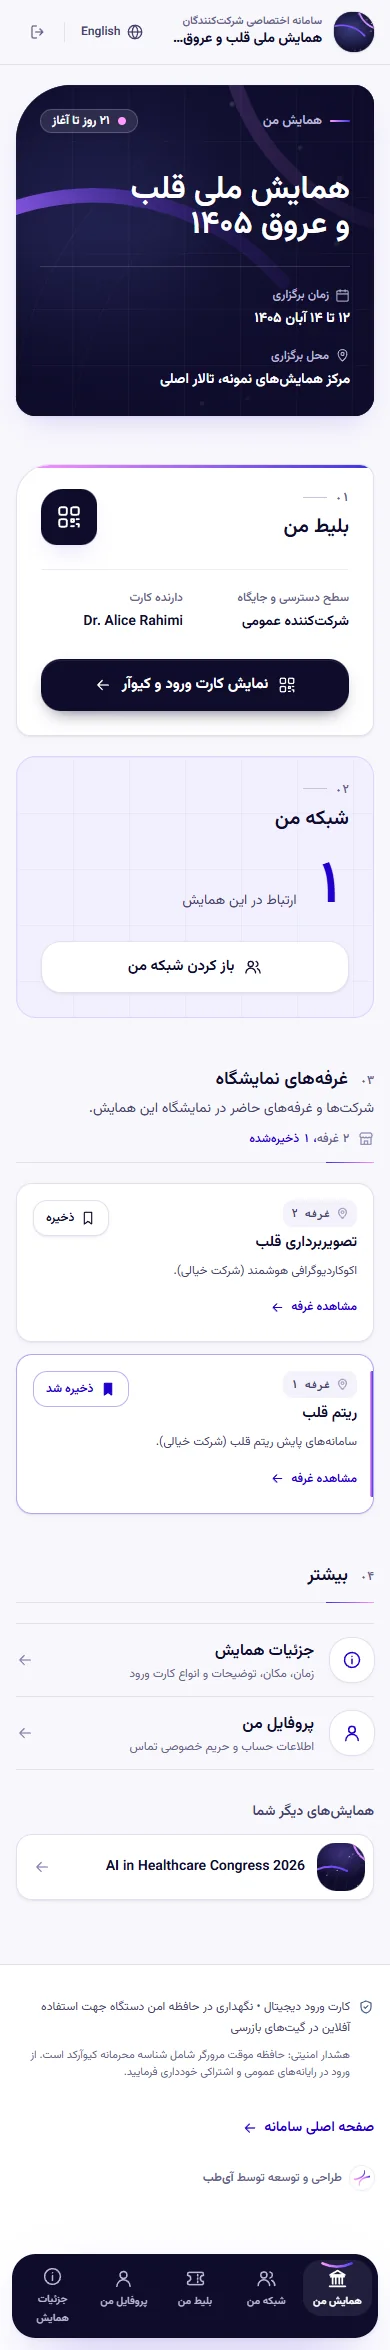 سامانه اختصاصی شرکت‌کنندگان
همایش ملی قلب و عروق...
English
همایش من
۲۱ روز تا آغاز
همایش ملی قلب
و عروق ۱۴۰۵
زمان برگزاری
۱۲ تا ۱۴ آبان ۱۴۰۵
محل برگزاری
مرکز همایش‌های نمونه، تالار اصلی
۰۱
بلیط من
سطح دسترسی و جایگاه
شرکت‌کننده عمومی
دارنده کارت
Dr. Alice Rahimi
نمایش کارت ورود و کیوآر
۰۲
شبکه من
۱
ارتباط در این همایش
باز کردن شبکه من
۰۳
غرفه‌های نمایشگاه
شرکت‌ها و غرفه‌های حاضر در نمایشگاه این همایش.
۲ غرفه، ۱ ذخیره‌شده
غرفه ۲
ذخیره
تصویربرداری قلب
اکوکاردیوگرافی هوشمند (شرکت خیالی).
مشاهده غرفه
غرفه ۱
ذخیره شد
ریتم قلب
سامانه‌های پایش ریتم قلب (شرکت خیالی).
مشاهده غرفه
۰۴
بیشتر
جزئیات همایش
زمان، مکان، توضیحات و انواع کارت ورود
پروفایل من
اطلاعات حساب و حریم خصوصی تماس
همایش‌های دیگر شما
AI in Healthcare Congress 2026
کارت ورود دیجیتال • نگهداری در حافظه امن دستگاه جهت استفاده
آفلاین در گیت‌های بازرسی
هشدار امنیتی: حافظه موقت مرورگر شامل شناسه محرمانه کیوآرکد است. از
ورود در رایانه‌های عمومی و اشتراکی خودداری فرمایید.
صفحه اصلی سامانه
طراحی و توسعه توسط آی‌طب
همایش من
شبکه من
بلیط من
پروفایل من
جزئیات
همایش